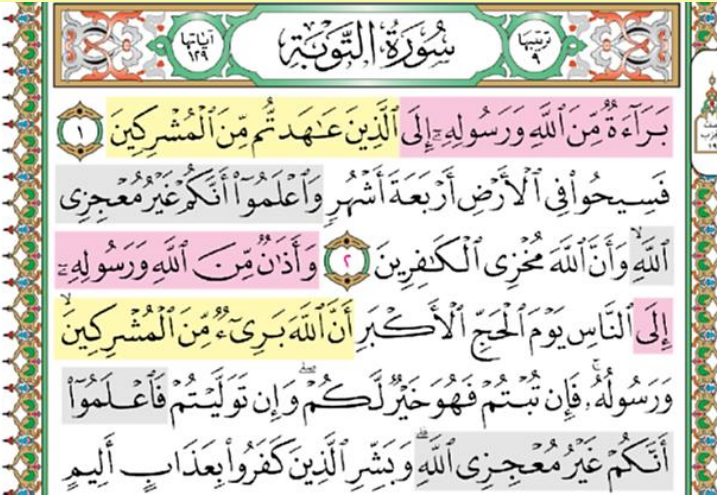 ترتيبها ٩ سُورَةُ التَّوْبَةِ آياتها ١٢٩
بَرَآءَةٌ مِّنَ ٱللَّهِ وَرَسُولِهِۦٓ إِلَى ٱلَّذِينَ عَٰهَدتُّم مِّنَ ٱلْمُشْرِكِينَ ١
فَسِيحُوا۟ فِى ٱلْأَرْضِ أَرْبَعَةَ أَشْهُرٍ وَٱعْلَمُوٓا۟ أَنَّكُمْ غَيْرُ مُعْجِزِى
ٱللَّهِ ۙ وَأَنَّ ٱللَّهَ مُخْزِى ٱلْكَٰفِرِينَ ٢ وَأَذَٰنٌ مِّنَ ٱللَّهِ وَرَسُولِهِۦٓ
إِلَى ٱلنَّاسِ يَوْمَ ٱلْحَجِّ ٱلْأَكْبَرِ أَنَّ ٱللَّهَ بَرِىٓءٌ مِّنَ ٱلْمُشْرِكِينَ ۙ
وَرَسُولُهُۥ ۚ فَإِن تُبْتُمْ فَهُوَ خَيْرٌ لَّكُمْ ۖ وَإِن تَوَلَّيْتُمْ فَٱعْلَمُوٓا۟
أَنَّكُمْ غَيْرُ مُعْجِزِى ٱللَّهِ ۗ وَبَشِّرِ ٱلَّذِينَ كَفَرُوا۟ بِعَذَابٍ أَلِيمٍ